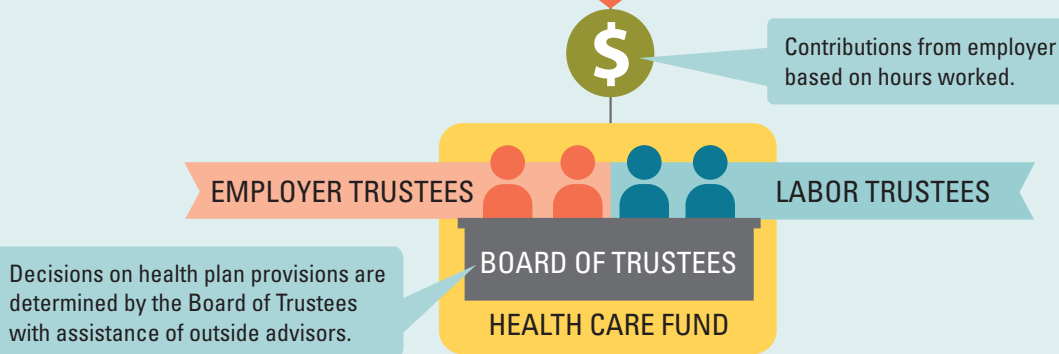 $
Contributions from employer
based on hours worked.
EMPLOYER TRUSTEES
LABOR TRUSTEES
BOARD OF TRUSTEES
Decisions on health plan provisions are
determined by the Board of Trustees
with assistance of outside advisors.
HEALTH CARE FUND